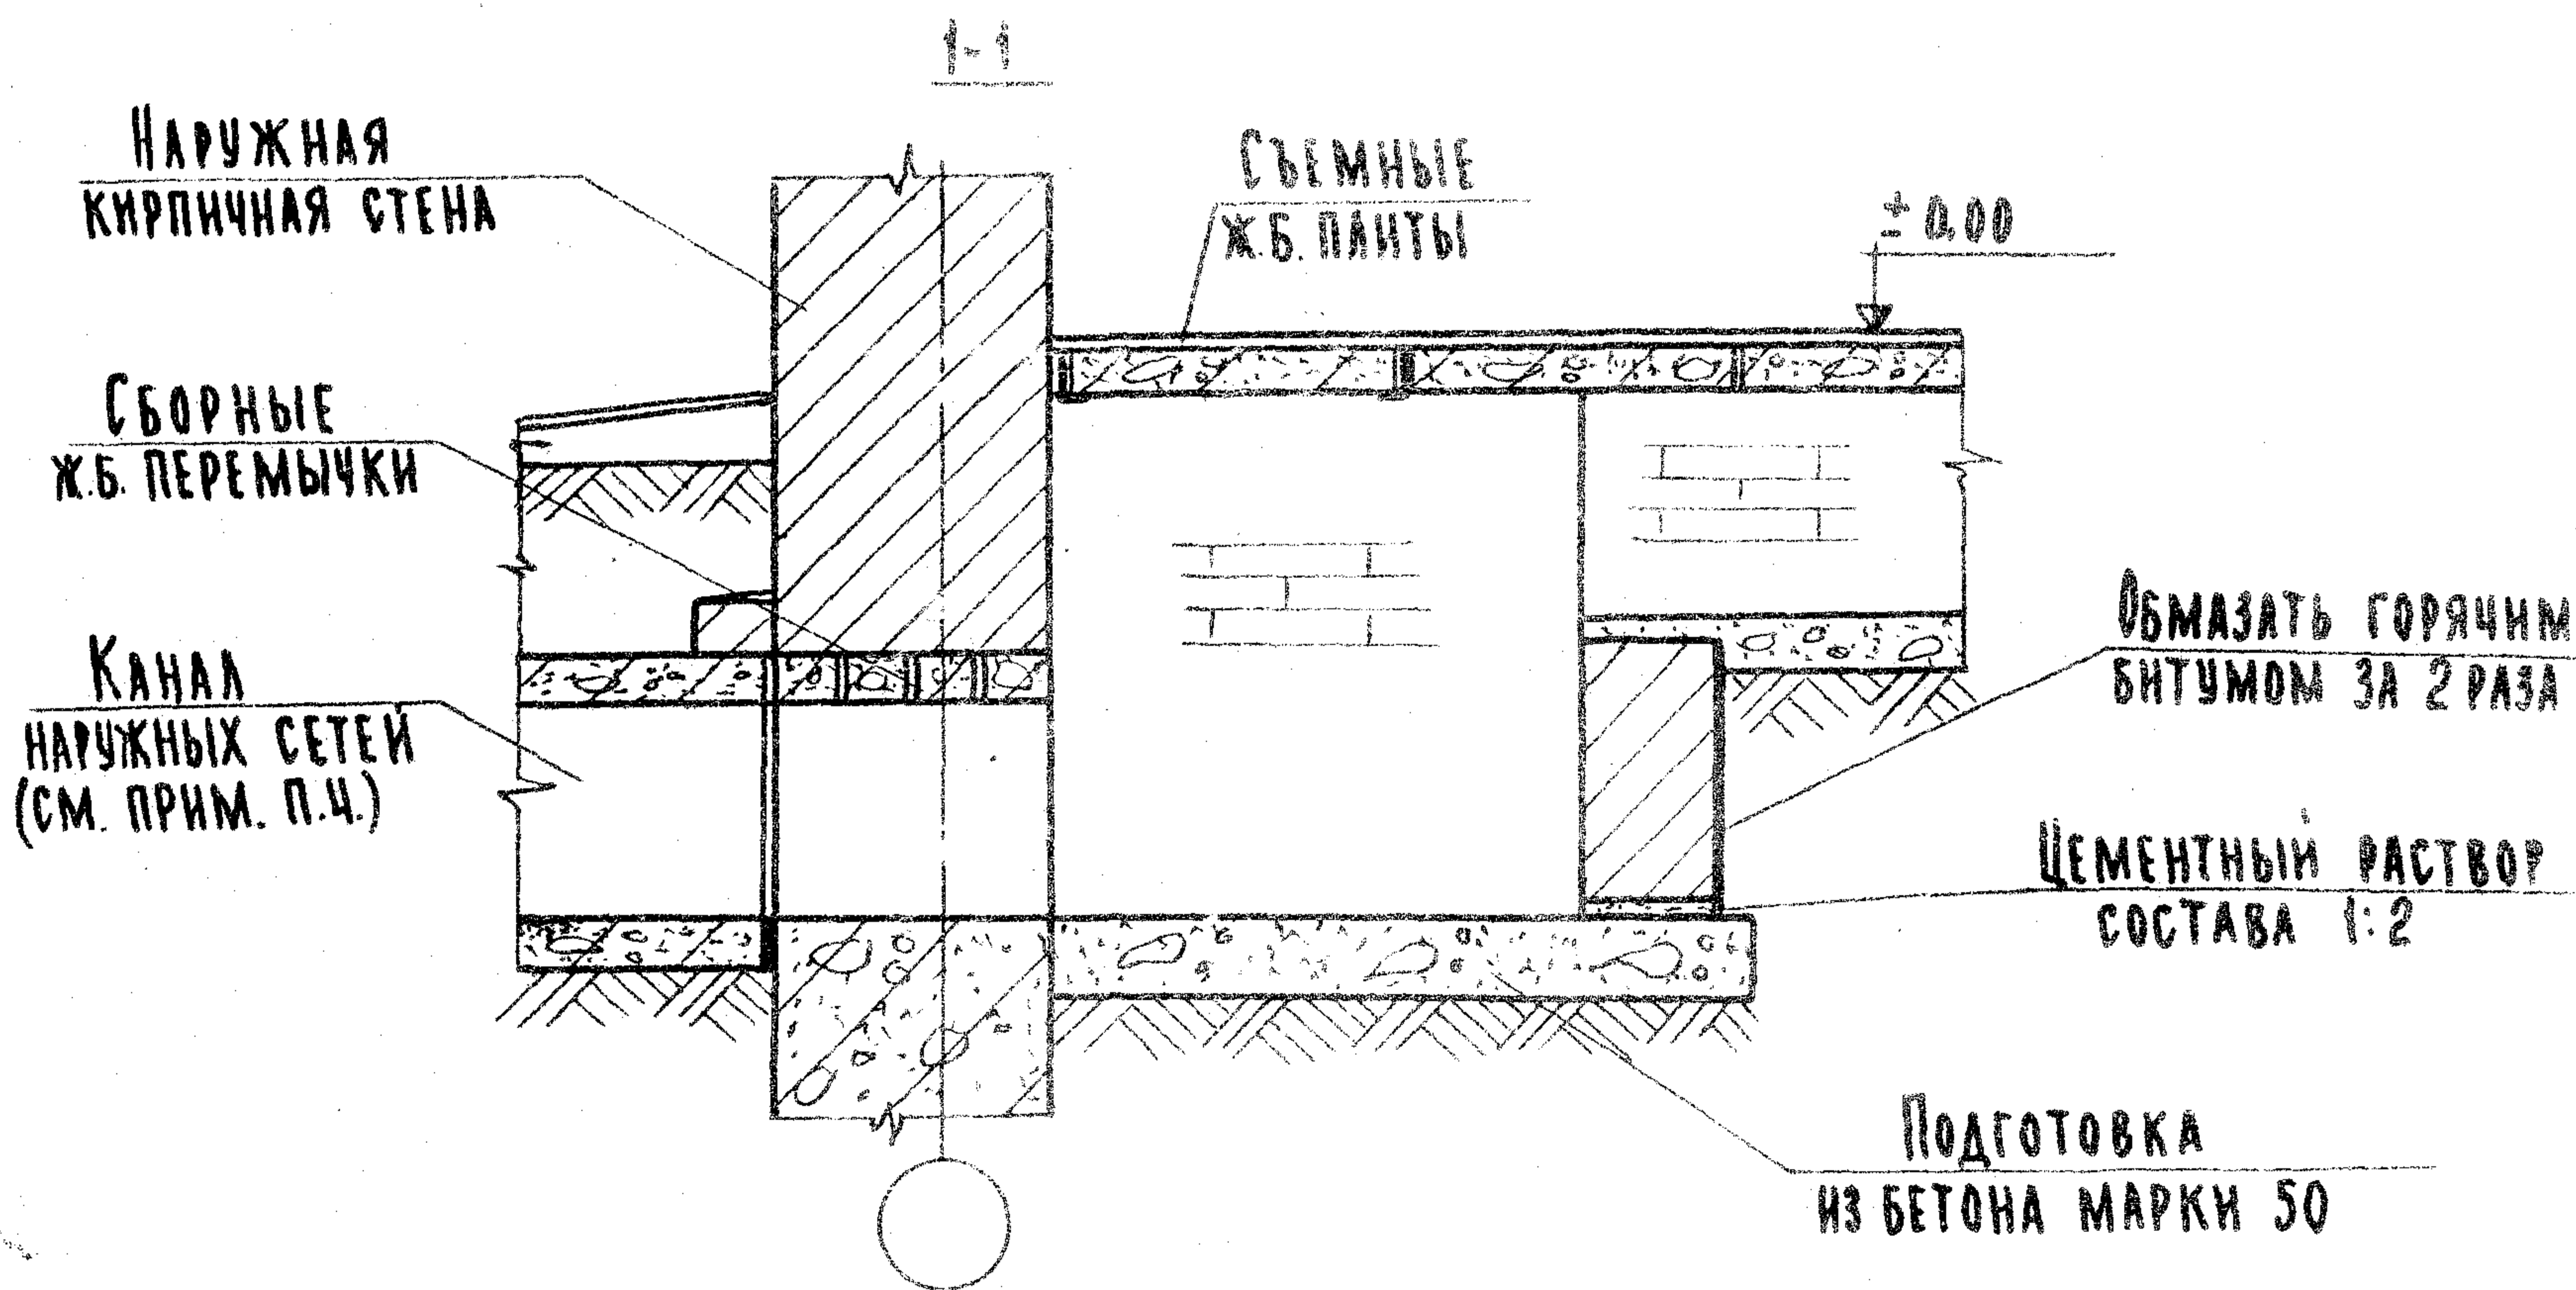 1-1
НАРУЖНАЯ
КИРПИЧНАЯ СТЕНА
СЪЕМНЫЕ
Ж.Б. ПЛИТЫ
± 0,00
СБОРНЫЕ
Ж.Б. ПЕРЕМЫЧКИ
КАНАЛ
НАРУЖНЫХ СЕТЕЙ
(СМ. ПРИМ. П.4.)
ОБМАЗАТЬ ГОРЯЧИМ
БИТУМОМ ЗА 2 РАЗА
ЦЕМЕНТНЫЙ РАСТВОР
СОСТАВА 1:2
ПОДГОТОВКА
ИЗ БЕТОНА МАРКИ 50